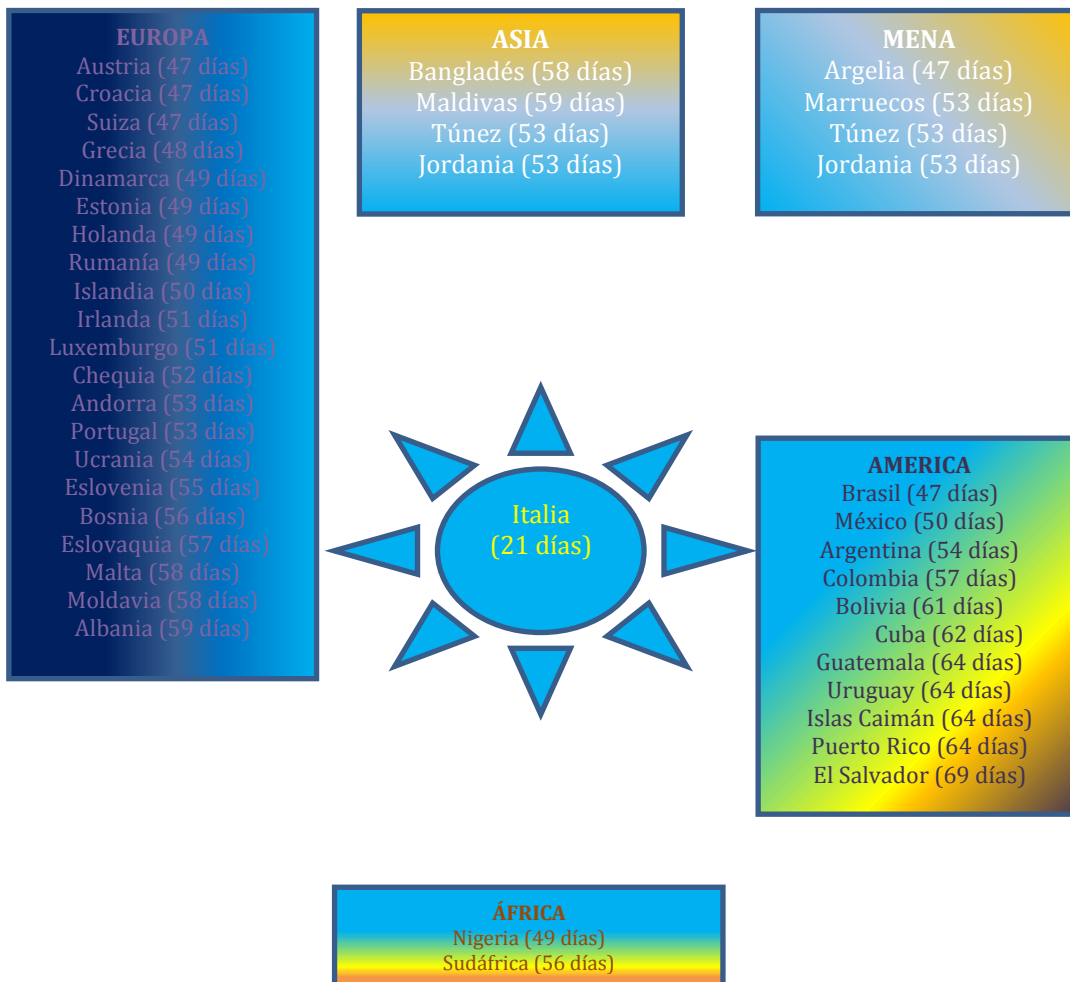 EUROPA
Austria (47 días)
Croacia (47 días)
Suiza (47 días)
Grecia (48 días)
Dinamarca (49 días)
Estonia (49 días)
Holanda (49 días)
Rumanía (49 días)
Islandia (50 días)
Irlanda (51 días)
Luxemburgo (51 días)
Chequia (52 días)
Andorra (53 días)
Portugal (53 días)
Ucrania (54 días)
Eslovenia (55 días)
Bosnia (56 días)
Eslovaquia (57 días)
Malta (58 días)
Moldavia (58 días)
Albania (59 días)
ASIA
Bangladés (58 días)
Maldivas (59 días)
Túnez (53 días)
Jordania (53 días)
MENA
Argelia (47 días)
Marruecos (53 días)
Túnez (53 días)
Jordania (53 días)
Italia
(21 días)
AMERICA
Brasil (47 días)
México (50 días)
Argentina (54 días)
Colombia (57 días)
Bolivia (61 días)
Cuba (62 días)
Guatemala (64 días)
Uruguay (64 días)
Islas Caimán (64 días)
Puerto Rico (64 días)
El Salvador (69 días)
ÁFRICA
Nigeria (49 días)
Sudáfrica (56 días)